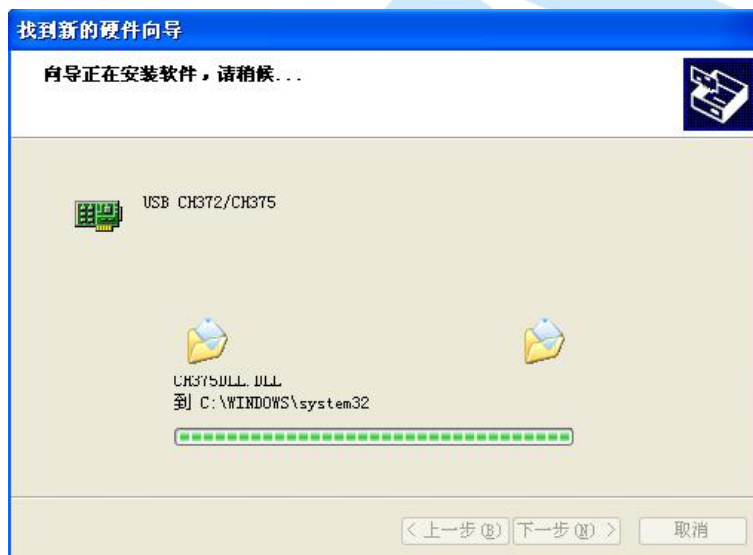 找到新的硬件向导
向导正在安装软件，请稍候...
USB CH372/CH375
CH375DLL.DLL
到 C:\WINDOWS\system32
< 上一步(B) 下一步(N) > 取消